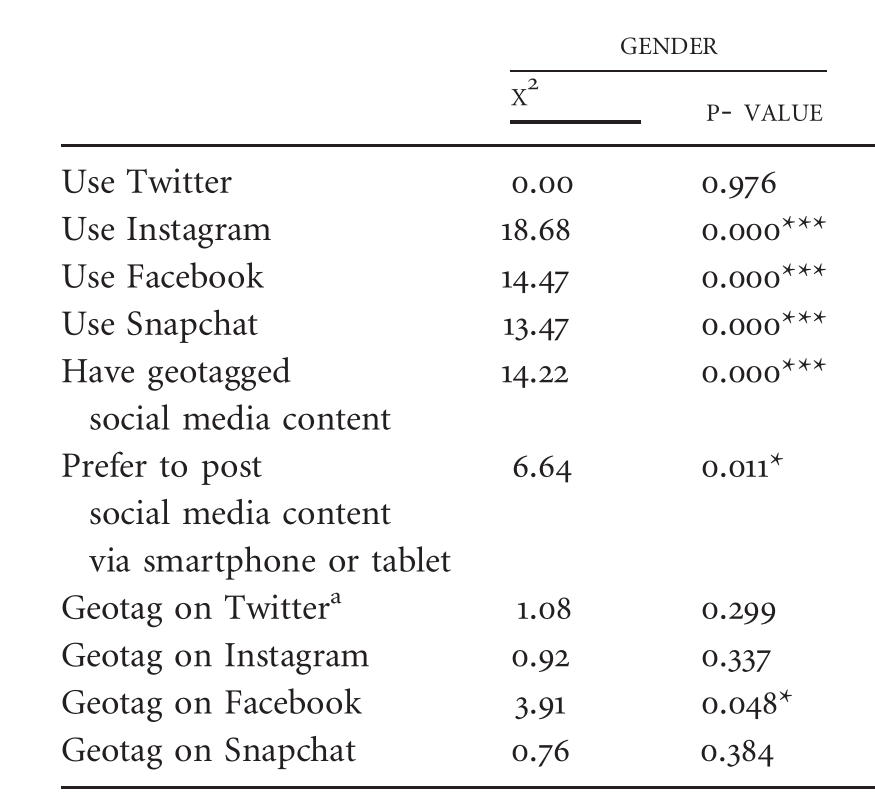 GENDER
X²
P- VALUE
Use Twitter 0.00 0.976
Use Instagram 18.68 0.000***
Use Facebook 14.47 0.000***
Use Snapchat 13.47 0.000***
Have geotagged 14.22 0.000***
social media content
Prefer to post 6.64 0.011*
social media content
via smartphone or tablet
Geotag on Twitterᵃ 1.08 0.299
Geotag on Instagram 0.92 0.337
Geotag on Facebook 3.91 0.048*
Geotag on Snapchat 0.76 0.384